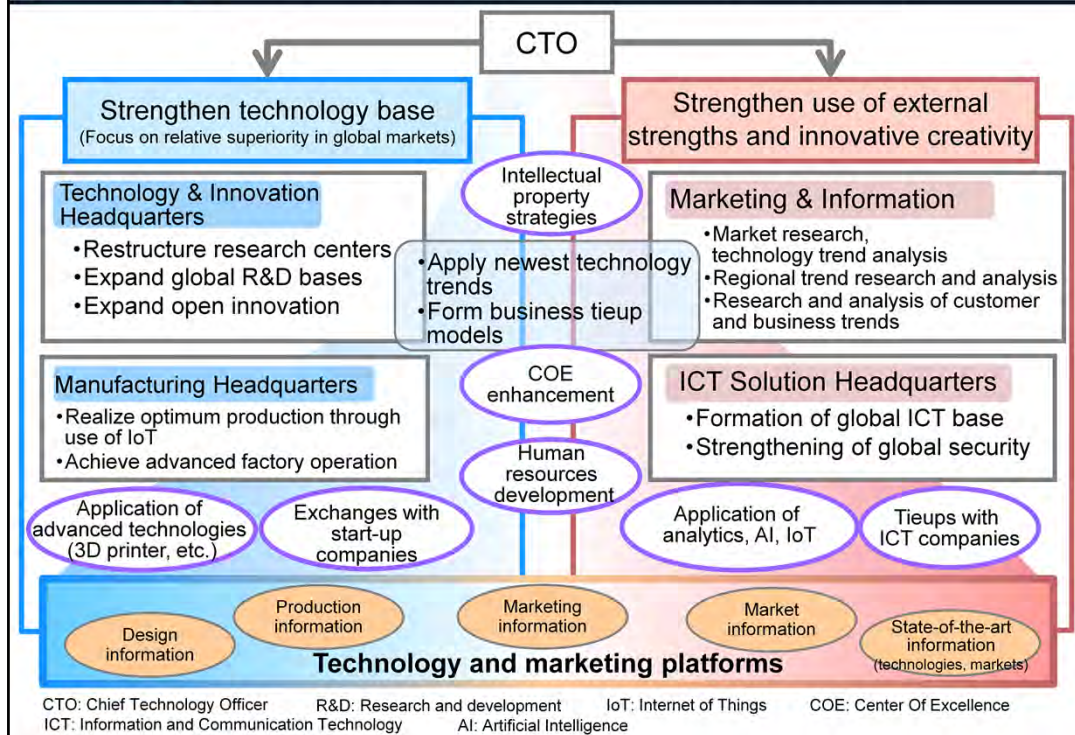 CTO
Strengthen technology base
(Focus on relative superiority in global markets)
Strengthen use of external
strengths and innovative creativity
Intellectual
property
strategies
Technology & Innovation
Headquarters
•Restructure research centers
•Expand global R&D bases
•Expand open innovation
•Apply newest technology
trends
•Form business tieup
models
Marketing & Information
•Market research,
technology trend analysis
•Regional trend research and analysis
•Research and analysis of customer
and business trends
Manufacturing Headquarters
•Realize optimum production through
use of IoT
•Achieve advanced factory operation
COE
enhancement
Human
resources
development
ICT Solution Headquarters
•Formation of global ICT base
•Strengthening of global security
Application of
advanced technologies
(3D printer, etc.)
Exchanges with
start-up
companies
Application of
analytics, AI, IoT
Tieups with
ICT companies
Design
information
Production
information
Marketing
information
Market
information
State-of-the-art
information
(technologies, markets)
Technology and marketing platforms
CTO: Chief Technology Officer R&D: Research and development IoT: Internet of Things COE: Center Of Excellence
ICT: Information and Communication Technology AI: Artificial Intelligence